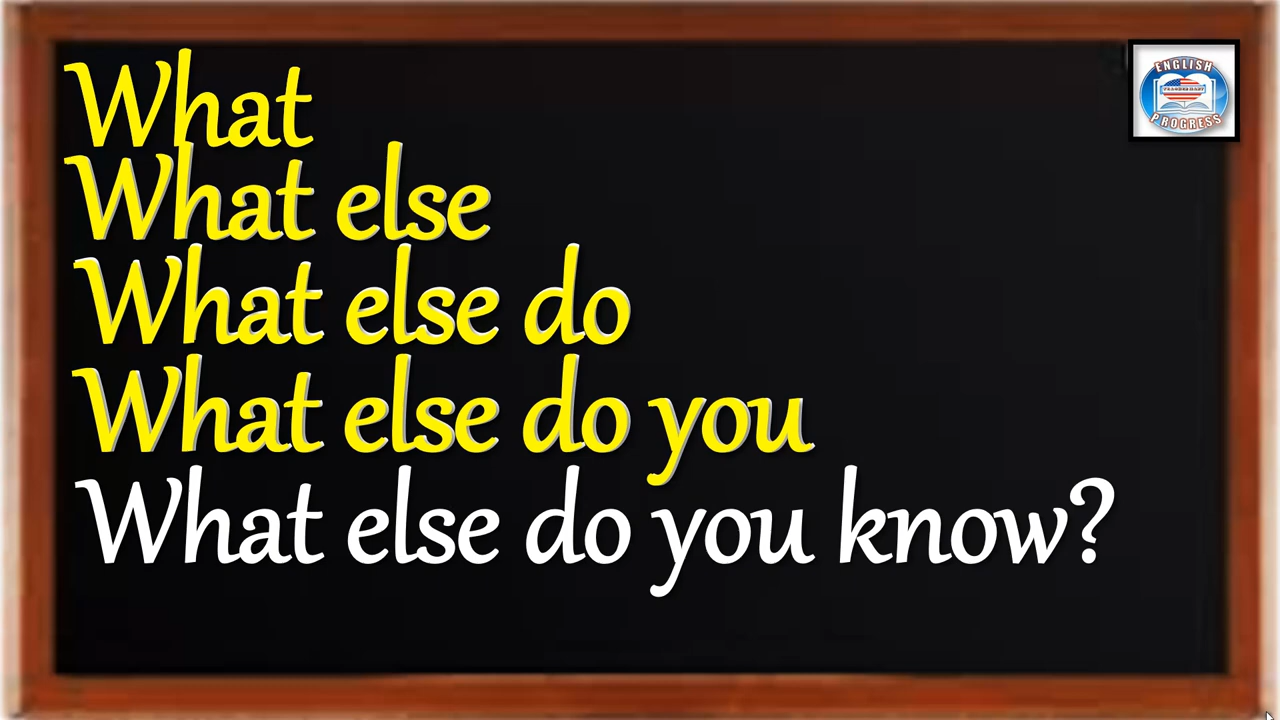 What
What else
What else do
What else do you
What else do you know?
ENGLISH
PROGRESS